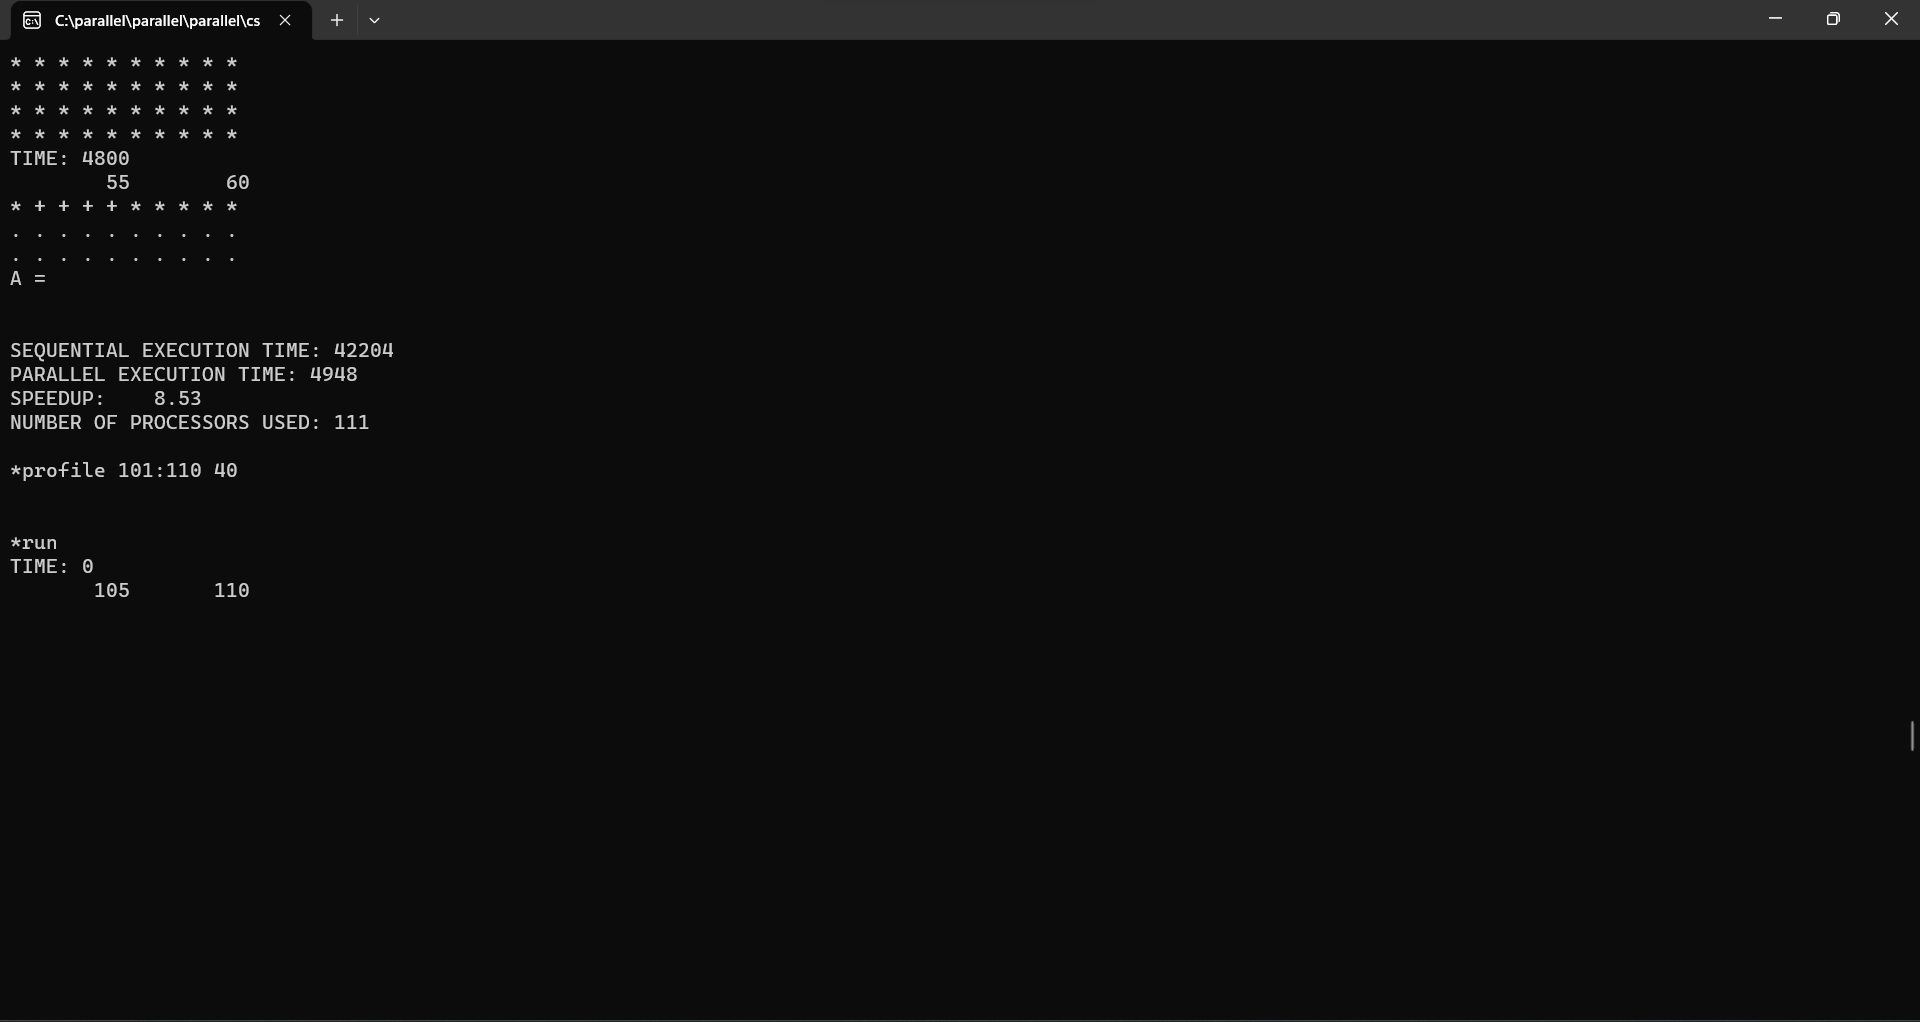 C:\parallel\parallel\parallel\cs
* * * * * * * * * *
* * * * * * * * * *
* * * * * * * * * *
* * * * * * * * * *
TIME: 4800
        55        60
* + + + + * * * * *
. . . . . . . . . .
. . . . . . . . . .
A =
SEQUENTIAL EXECUTION TIME: 42204
PARALLEL EXECUTION TIME: 4948
SPEEDUP:    8.53
NUMBER OF PROCESSORS USED: 111
*profile 101:110 40
*run
TIME: 0
       105       110